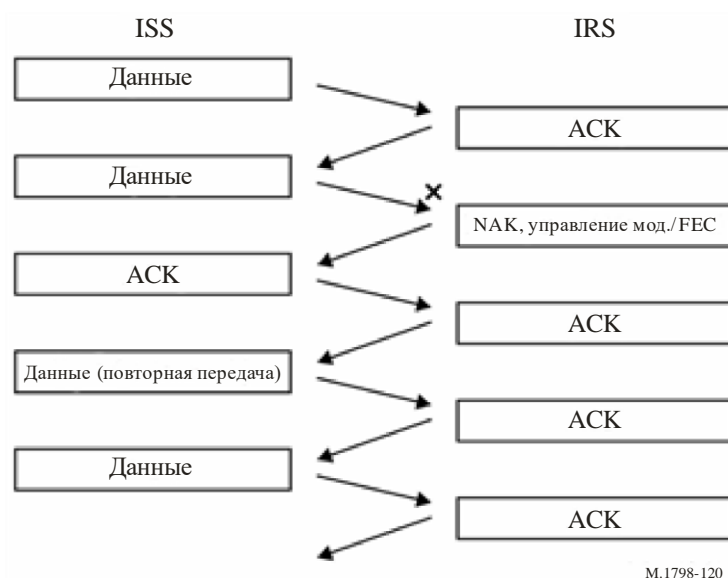 ISS
IRS
Данные
ACK
Данные
NAK, управление мод./FEC
ACK
ACK
Данные (повторная передача)
ACK
Данные
ACK
M.1798-120